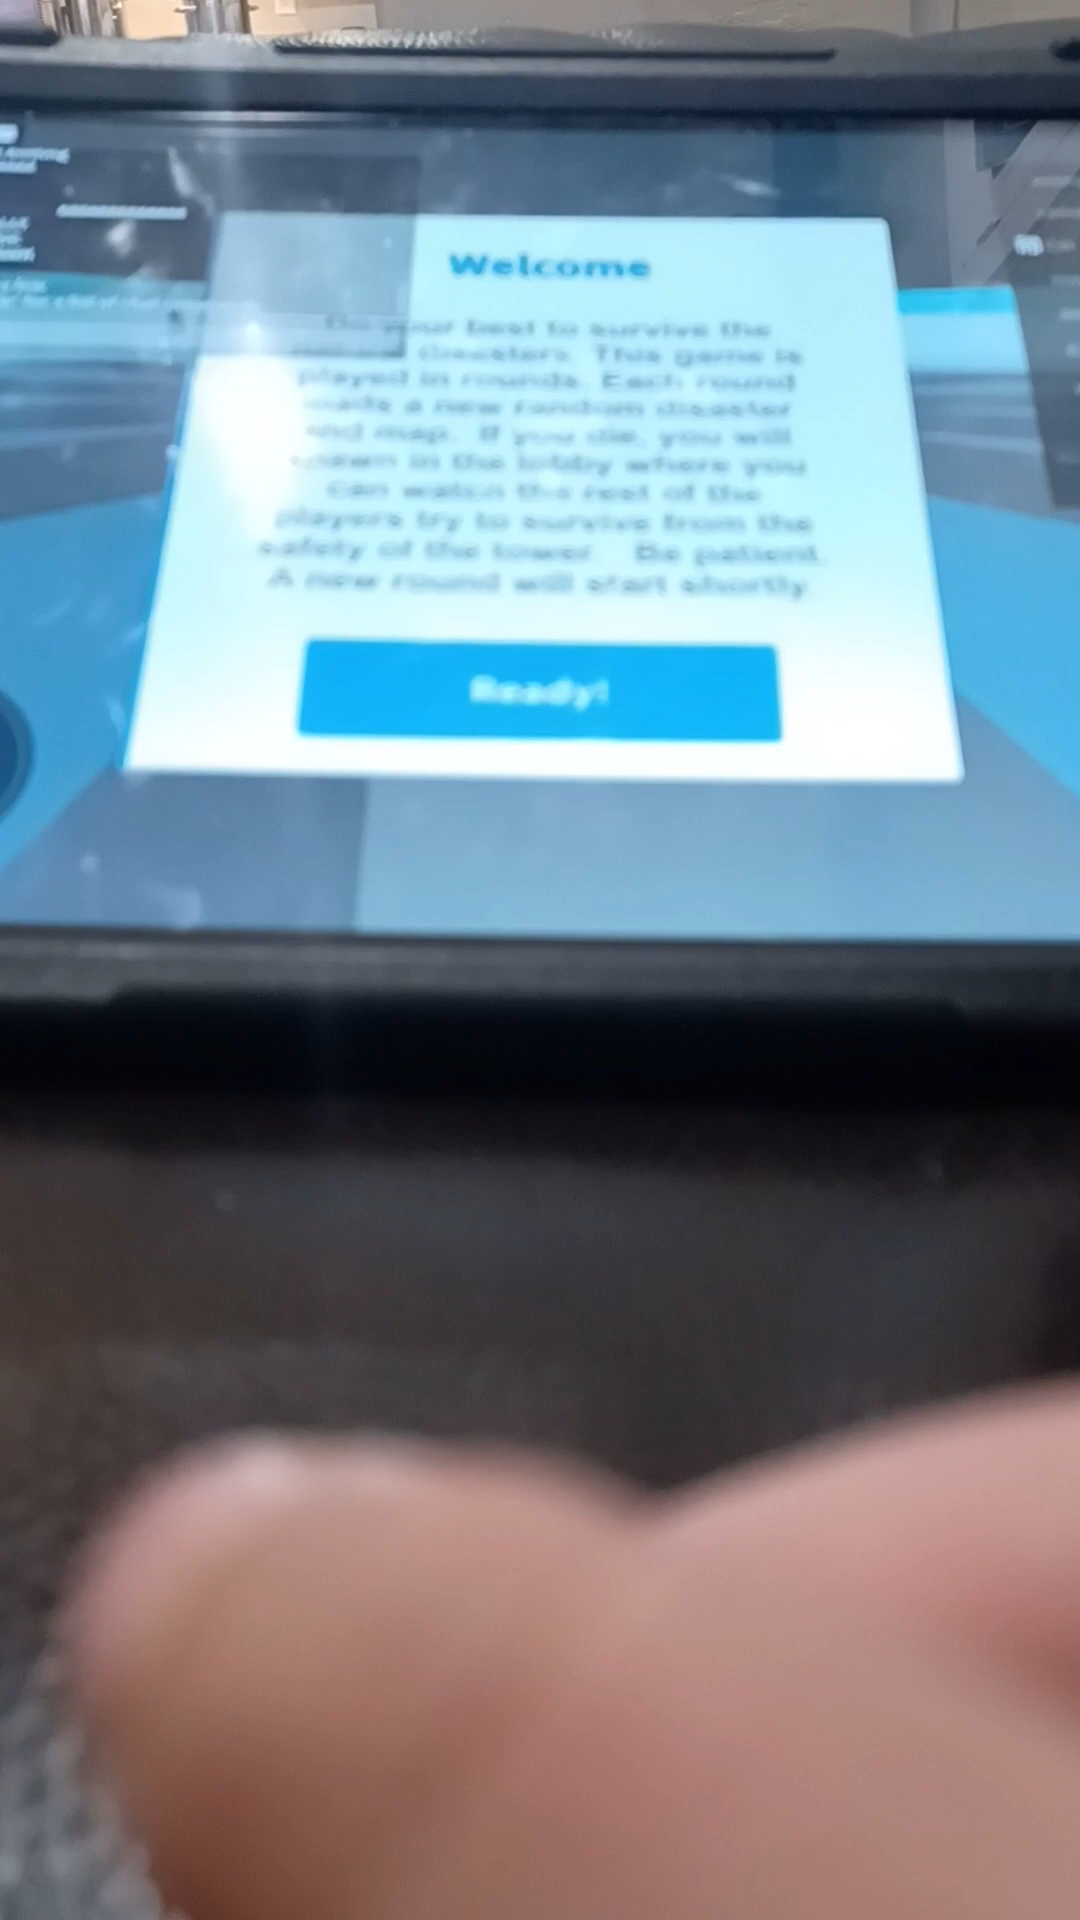 Welcome
Do your best to survive the
disasters. This game is
played in rounds. Each round
a new random disaster
and map. If you die, you will
spawn in the lobby where you
can watch the rest of the
players try to survive from the
safety of the tower. Be patient.
A new round will start shortly
Ready!